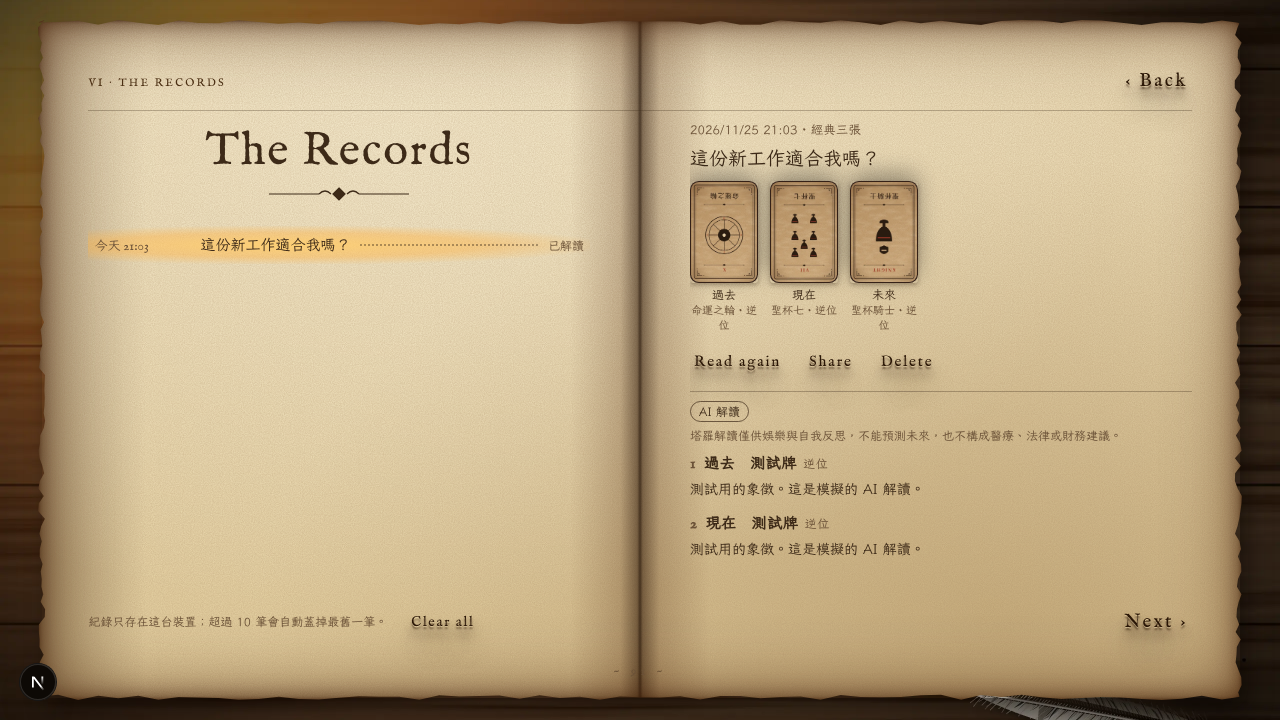 VI · THE RECORDS
The Records
今天 21:03 這份新工作適合我嗎？ 已解讀
紀錄只存在這台裝置；超過 10 筆會自動蓋掉最舊一筆。 Clear all
‹ Back
2026/11/25 21:03・經典三張
這份新工作適合我嗎？
過去 現在 未來
命運之輪・逆位 聖杯七・逆位 聖杯騎士・逆位
Read again Share Delete
AI 解讀
塔羅解讀僅供娛樂與自我反思，不能預測未來，也不構成醫療、法律或財務建議。
1 過去 測試牌 逆位
測試用的象徵。這是模擬的 AI 解讀。
2 現在 測試牌 逆位
測試用的象徵。這是模擬的 AI 解讀。
Next ›
N